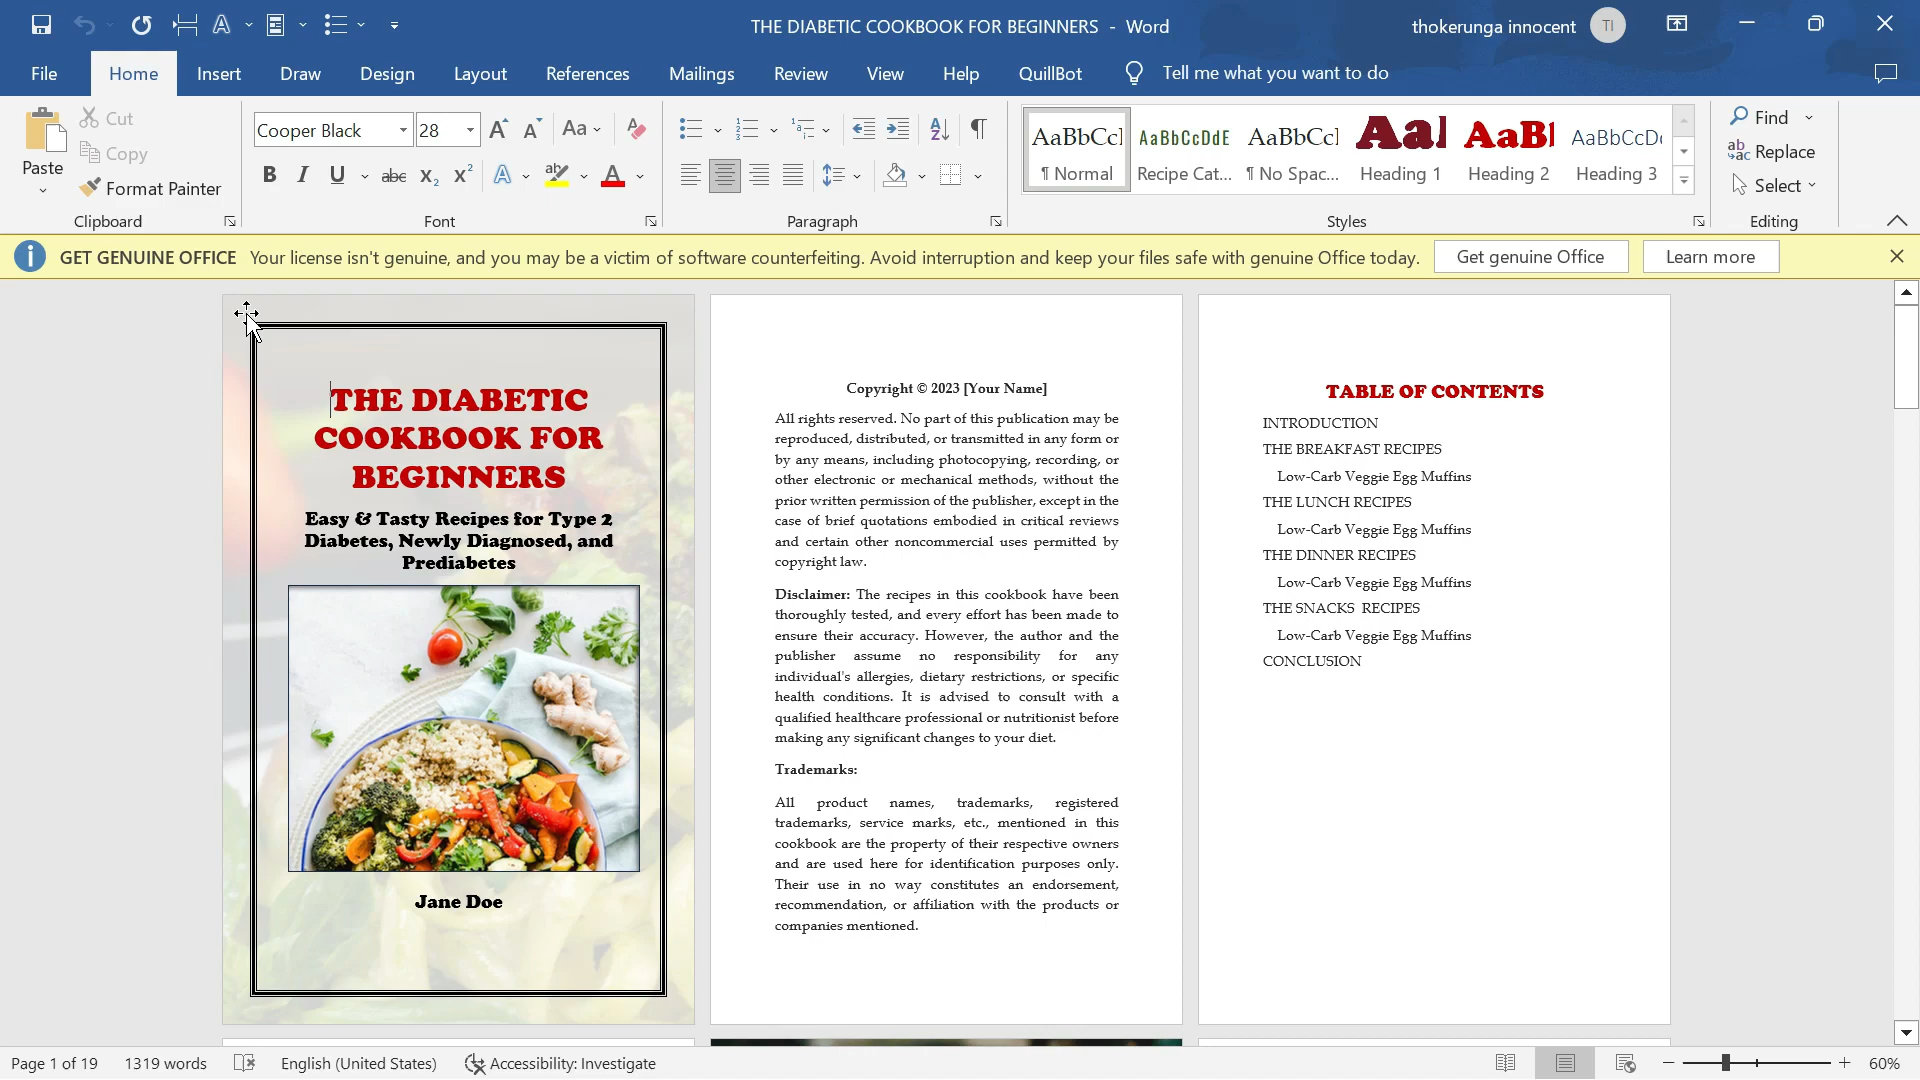 THE DIABETIC COOKBOOK FOR BEGINNERS - Word
thokerunga innocent
TI
File Home Insert Draw Design Layout References Mailings Review View Help QuillBot Tell me what you want to do
Paste
Cut
Copy
Format Painter
Clipboard
Cooper Black 28
Font
Paragraph
AaBbCcI AaBbCcDdE AaBbCcI AaI AaBI AaBbCcD
¶ Normal Recipe Cat... ¶ No Spac... Heading 1 Heading 2 Heading 3
Styles
Find
Replace
Select
Editing
GET GENUINE OFFICE Your license isn't genuine, and you may be a victim of software counterfeiting. Avoid interruption and keep your files safe with genuine Office today. Get genuine Office Learn more
THE DIABETIC
COOKBOOK FOR
BEGINNERS
Easy & Tasty Recipes for Type 2
Diabetes, Newly Diagnosed, and
Prediabetes
Jane Doe
Copyright © 2023 [Your Name]
All rights reserved. No part of this publication may be
reproduced, distributed, or transmitted in any form or
by any means, including photocopying, recording, or
other electronic or mechanical methods, without the
prior written permission of the publisher, except in the
case of brief quotations embodied in critical reviews
and certain other noncommercial uses permitted by
copyright law.
Disclaimer: The recipes in this cookbook have been
thoroughly tested, and every effort has been made to
ensure their accuracy. However, the author and the
publisher assume no responsibility for any
individual's allergies, dietary restrictions, or specific
health conditions. It is advised to consult with a
qualified healthcare professional or nutritionist before
making any significant changes to your diet.
Trademarks:
All product names, trademarks, registered
trademarks, service marks, etc., mentioned in this
cookbook are the property of their respective owners
and are used here for identification purposes only.
Their use in no way constitutes an endorsement,
recommendation, or affiliation with the products or
companies mentioned.
TABLE OF CONTENTS
INTRODUCTION
THE BREAKFAST RECIPES
Low-Carb Veggie Egg Muffins
THE LUNCH RECIPES
Low-Carb Veggie Egg Muffins
THE DINNER RECIPES
Low-Carb Veggie Egg Muffins
THE SNACKS RECIPES
Low-Carb Veggie Egg Muffins
CONCLUSION
Page 1 of 19 1319 words English (United States) Accessibility: Investigate 60%